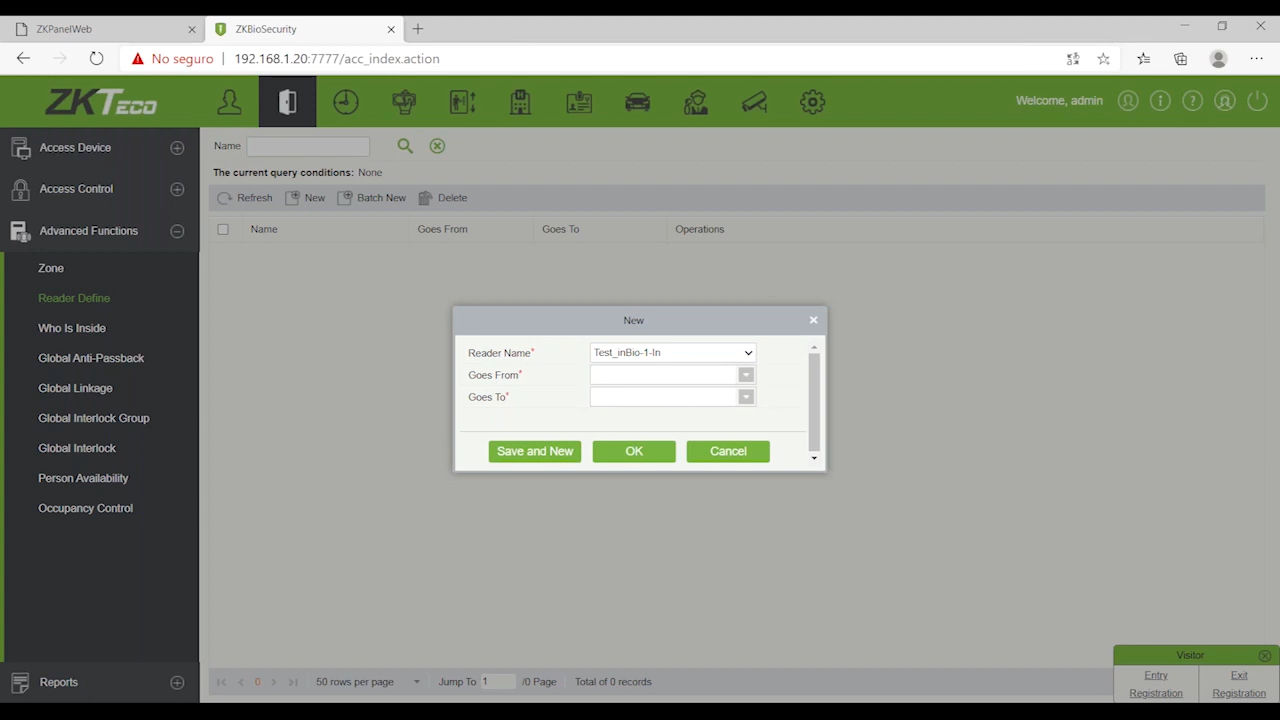 ZKPanelWeb
ZKBioSecurity
No seguro
192.168.1.20:7777/acc_index.action
ZKTECO
Welcome, admin
Access Device
Access Control
Advanced Functions
Zone
Reader Define
Who Is Inside
Global Anti-Passback
Global Linkage
Global Interlock Group
Global Interlock
Person Availability
Occupancy Control
Reports
Name
The current query conditions: None
Refresh New Batch New Delete
Name Goes From Goes To Operations
New
Reader Name* Test_inBio-1-In
Goes From*
Goes To*
Save and New OK Cancel
0 50 rows per page Jump To 1 /0 Page Total of 0 records
Visitor
Entry Registration
Exit Registration